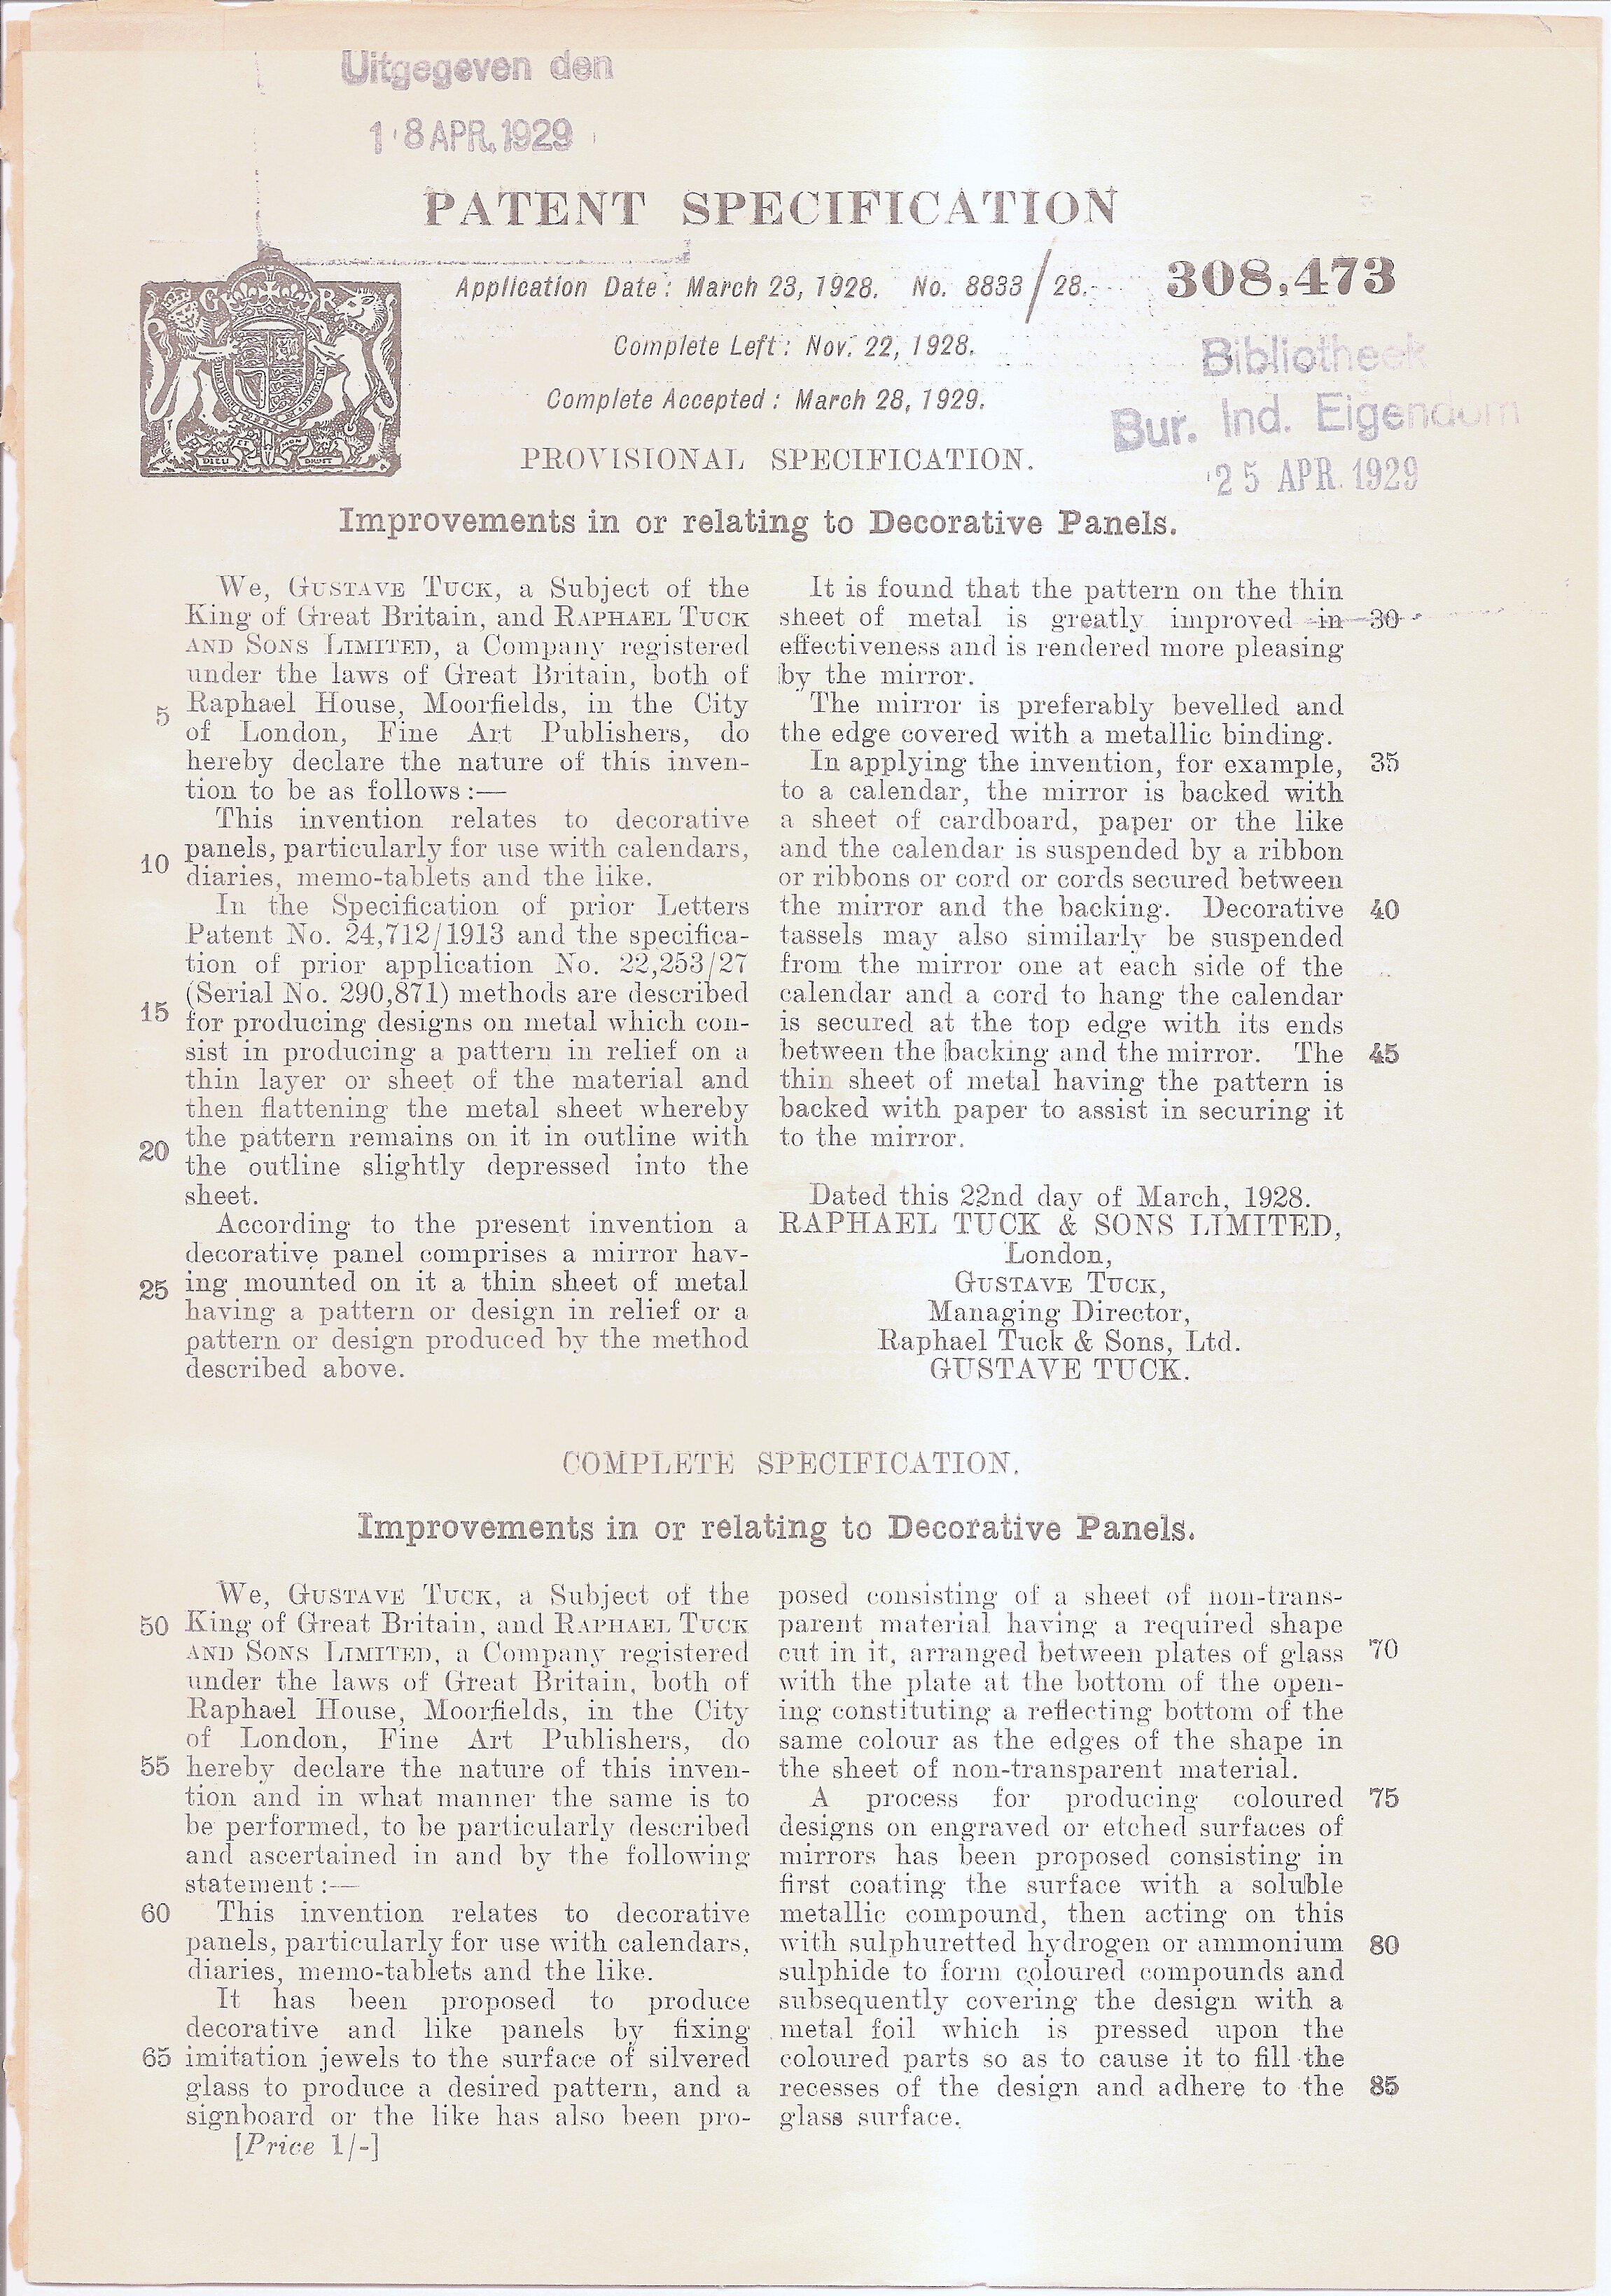 Uitgegeven den
18 APR. 1929
PATENT SPECIFICATION
Application Date: March 23, 1928. No. 8833 / 28.
308,473
Complete Left: Nov. 22, 1928.
Complete Accepted: March 28, 1929.
Bibliotheek
Bur. Ind. Eigendom
25 APR. 1929
G R
DIEU ET MON DROIT
PROVISIONAL SPECIFICATION.
Improvements in or relating to Decorative Panels.
We, GUSTAVE TUCK, a Subject of the
King of Great Britain, and RAPHAEL TUCK
AND SONS LIMITED, a Company registered
under the laws of Great Britain, both of
5 Raphael House, Moorfields, in the City
of London, Fine Art Publishers, do
hereby declare the nature of this inven-
tion to be as follows:—
This invention relates to decorative
10 panels, particularly for use with calendars,
diaries, memo-tablets and the like.
In the Specification of prior Letters
Patent No. 24,712/1913 and the specifica-
tion of prior application No. 22,253/27
15 (Serial No. 290,871) methods are described
for producing designs on metal which con-
sist in producing a pattern in relief on a
thin layer or sheet of the material and
then flattening the metal sheet whereby
20 the pattern remains on it in outline with
the outline slightly depressed into the
sheet.
According to the present invention a
decorative panel comprises a mirror hav-
25 ing mounted on it a thin sheet of metal
having a pattern or design in relief or a
pattern or design produced by the method
described above.
It is found that the pattern on the thin
sheet of metal is greatly improved in 30
effectiveness and is rendered more pleasing
by the mirror.
The mirror is preferably bevelled and
the edge covered with a metallic binding.
In applying the invention, for example, 35
to a calendar, the mirror is backed with
a sheet of cardboard, paper or the like
and the calendar is suspended by a ribbon
or ribbons or cord or cords secured between
the mirror and the backing. Decorative 40
tassels may also similarly be suspended
from the mirror one at each side of the
calendar and a cord to hang the calendar
is secured at the top edge with its ends
between the backing and the mirror. The 45
thin sheet of metal having the pattern is
backed with paper to assist in securing it
to the mirror.
Dated this 22nd day of March, 1928.
RAPHAEL TUCK & SONS LIMITED,
London,
GUSTAVE TUCK,
Managing Director,
Raphael Tuck & Sons, Ltd.
GUSTAVE TUCK.
COMPLETE SPECIFICATION.
Improvements in or relating to Decorative Panels.
We, GUSTAVE TUCK, a Subject of the
50 King of Great Britain, and RAPHAEL TUCK
AND SONS LIMITED, a Company registered
under the laws of Great Britain, both of
Raphael House, Moorfields, in the City
of London, Fine Art Publishers, do
55 hereby declare the nature of this inven-
tion and in what manner the same is to
be performed, to be particularly described
and ascertained in and by the following
statement:—
60 This invention relates to decorative
panels, particularly for use with calendars,
diaries, memo-tablets and the like.
It has been proposed to produce
decorative and like panels by fixing
65 imitation jewels to the surface of silvered
glass to produce a desired pattern, and a
signboard or the like has also been pro-
[Price 1/-]
posed consisting of a sheet of non-trans-
parent material having a required shape
cut in it, arranged between plates of glass 70
with the plate at the bottom of the open-
ing constituting a reflecting bottom of the
same colour as the edges of the shape in
the sheet of non-transparent material.
A process for producing coloured 75
designs on engraved or etched surfaces of
mirrors has been proposed consisting in
first coating the surface with a soluble
metallic compound, then acting on this
with sulphuretted hydrogen or ammonium 80
sulphide to form coloured compounds and
subsequently covering the design with a
metal foil which is pressed upon the
coloured parts so as to cause it to fill the
recesses of the design and adhere to the 85
glass surface.